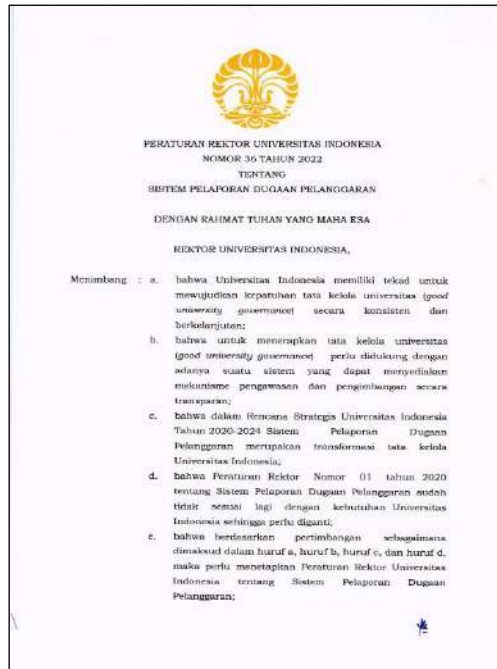 PERATURAN REKTOR UNIVERSITAS INDONESIA
NOMOR 36 TAHUN 2022
TENTANG
SISTEM PELAPORAN DUGAAN PELANGGARAN
DENGAN RAHMAT TUHAN YANG MAHA ESA
REKTOR UNIVERSITAS INDONESIA,
Menimbang : a. bahwa Universitas Indonesia memiliki tekad untuk
mewujudkan kepatuhan tata kelola universitas (good
university governance) secara konsisten dan
berkelanjutan;
b. bahwa untuk menerapkan tata kelola universitas
(good university governance) perlu didukung dengan
adanya suatu sistem yang dapat menyediakan
mekanisme pengawasan dan pengimbangan secara
transparan;
c. bahwa dalam Rencana Strategis Universitas Indonesia
Tahun 2020-2024 Sistem Pelaporan Dugaan
Pelanggaran merupakan transformasi tata kelola
Universitas Indonesia;
d. bahwa Peraturan Rektor Nomor 01 tahun 2020
tentang Sistem Pelaporan Dugaan Pelanggaran sudah
tidak sesuai lagi dengan kebutuhan Universitas
Indonesia sehingga perlu diganti;
e. bahwa berdasarkan pertimbangan sebagaimana
dimaksud dalam huruf a, huruf b, huruf c, dan huruf d,
maka perlu menetapkan Peraturan Rektor Universitas
Indonesia tentang Sistem Pelaporan Dugaan
Pelanggaran;